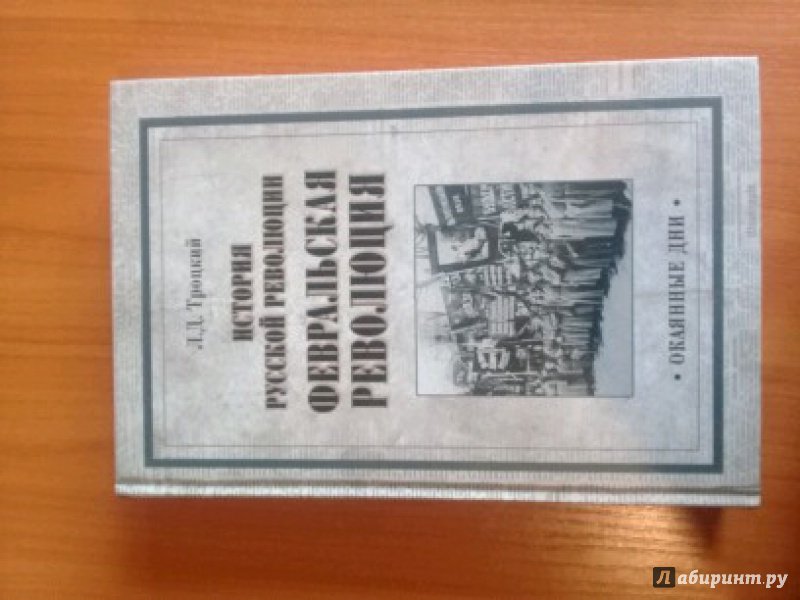 Л.Д. Троцкий
ИСТОРИЯ
РУССКОЙ РЕВОЛЮЦИИ
ФЕВРАЛЬСКАЯ
РЕВОЛЮЦИЯ
• ОКАЯННЫЕ ДНИ •
Л лабиринт.ру